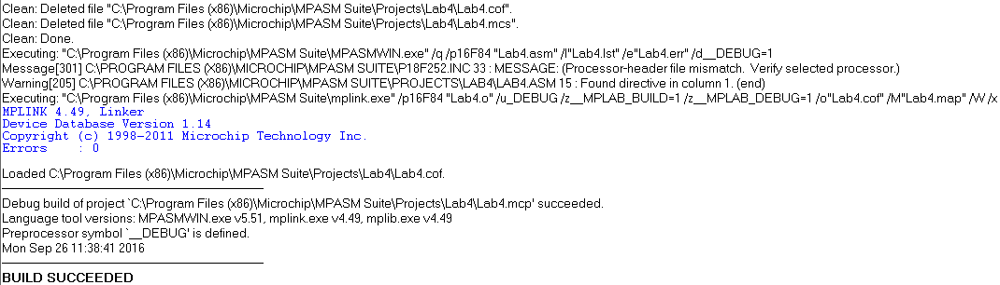 Clean: Deleted file "C:\Program Files (x86)\Microchip\MPASM Suite\Projects\Lab4\Lab4.cof".
Clean: Deleted file "C:\Program Files (x86)\Microchip\MPASM Suite\Projects\Lab4\Lab4.mcs".
Clean: Done.
Executing: "C:\Program Files (x86)\Microchip\MPASM Suite\MPASMWIN.exe" /q /p16F84 "Lab4.asm" /l"Lab4.lst" /e"Lab4.err" /d__DEBUG=1
Message[301] C:\PROGRAM FILES (X86)\MICROCHIP\MPASM SUITE\P18F252.INC 33 : MESSAGE: (Processor-header file mismatch.  Verify selected processor.)
Warning[205] C:\PROGRAM FILES (X86)\MICROCHIP\MPASM SUITE\PROJECTS\LAB4\LAB4.ASM 15 : Found directive in column 1. (end)
Executing: "C:\Program Files (x86)\Microchip\MPASM Suite\mplink.exe" /p16F84 "Lab4.o" /u_DEBUG /z__MPLAB_BUILD=1 /z__MPLAB_DEBUG=1 /o"Lab4.cof" /M"Lab4.map" /W /x
MPLINK 4.49, Linker
Device Database Version 1.14
Copyright (c) 1998-2011 Microchip Technology Inc.
Errors    : 0
Loaded C:\Program Files (x86)\Microchip\MPASM Suite\Projects\Lab4\Lab4.cof.
Debug build of project `C:\Program Files (x86)\Microchip\MPASM Suite\Projects\Lab4\Lab4.mcp' succeeded.
Language tool versions: MPASMWIN.exe v5.51, mplink.exe v4.49, mplib.exe v4.49
Preprocessor symbol `__DEBUG' is defined.
Mon Sep 26 11:38:41 2016
BUILD SUCCEEDED